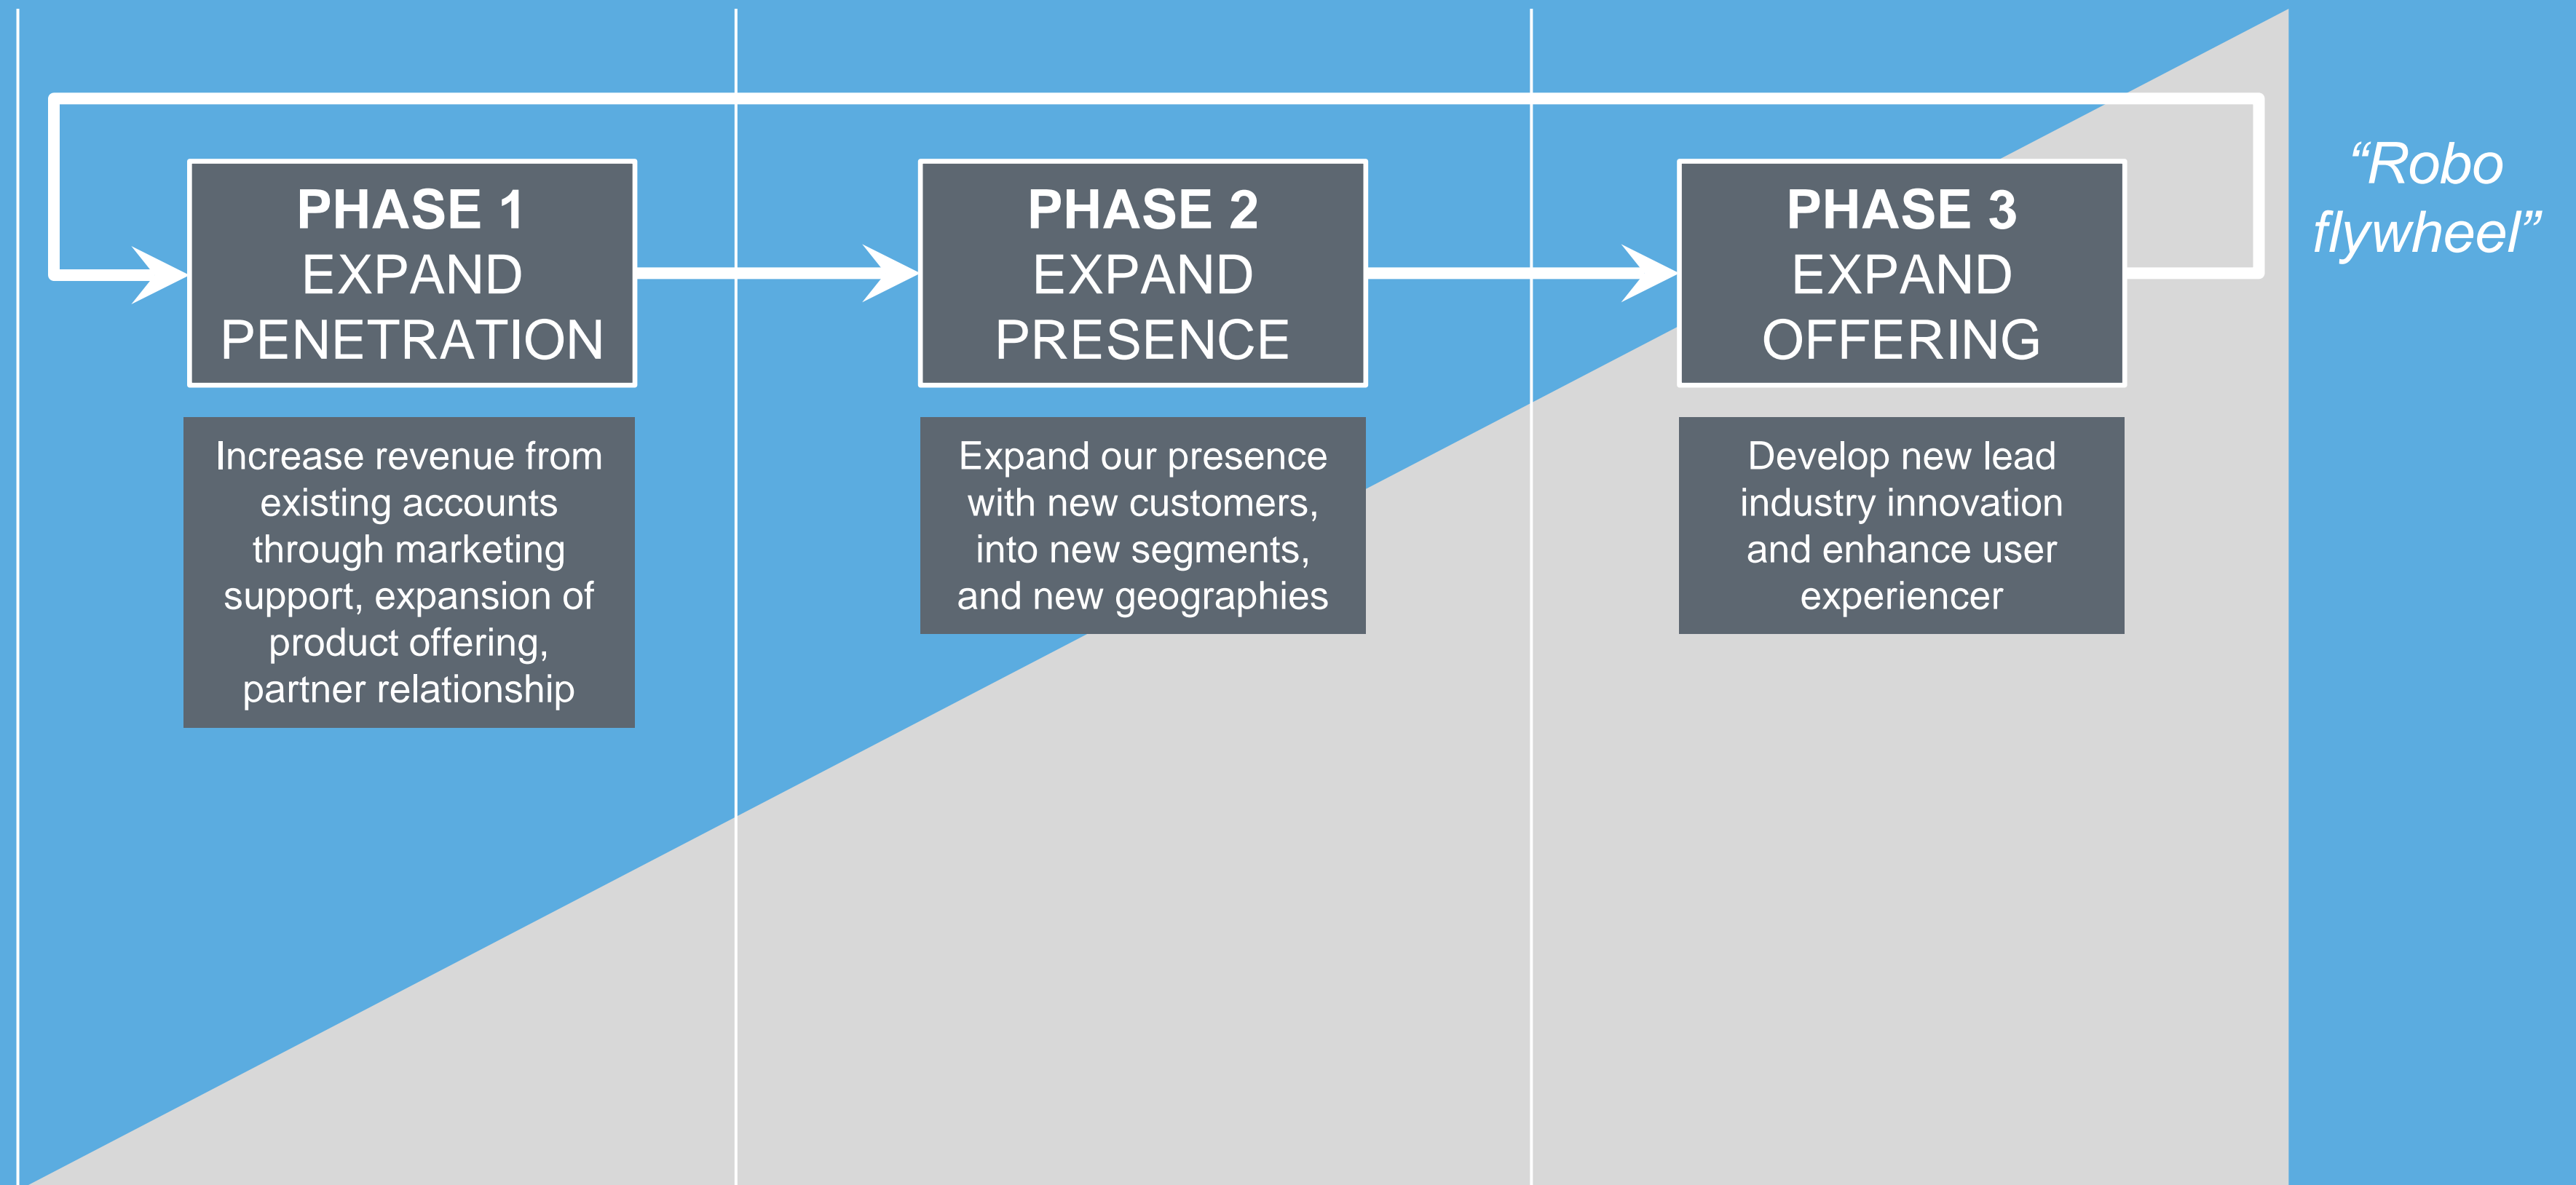 PHASE 1
EXPAND
PENETRATION
Increase revenue from
existing accounts
through marketing
support, expansion of
product offering,
partner relationship
PHASE 2
EXPAND
PRESENCE
Expand our presence
with new customers,
into new segments,
and new geographies
PHASE 3
EXPAND
OFFERING
Develop new lead
industry innovation
and enhance user
experiencer
“Robo
flywheel”